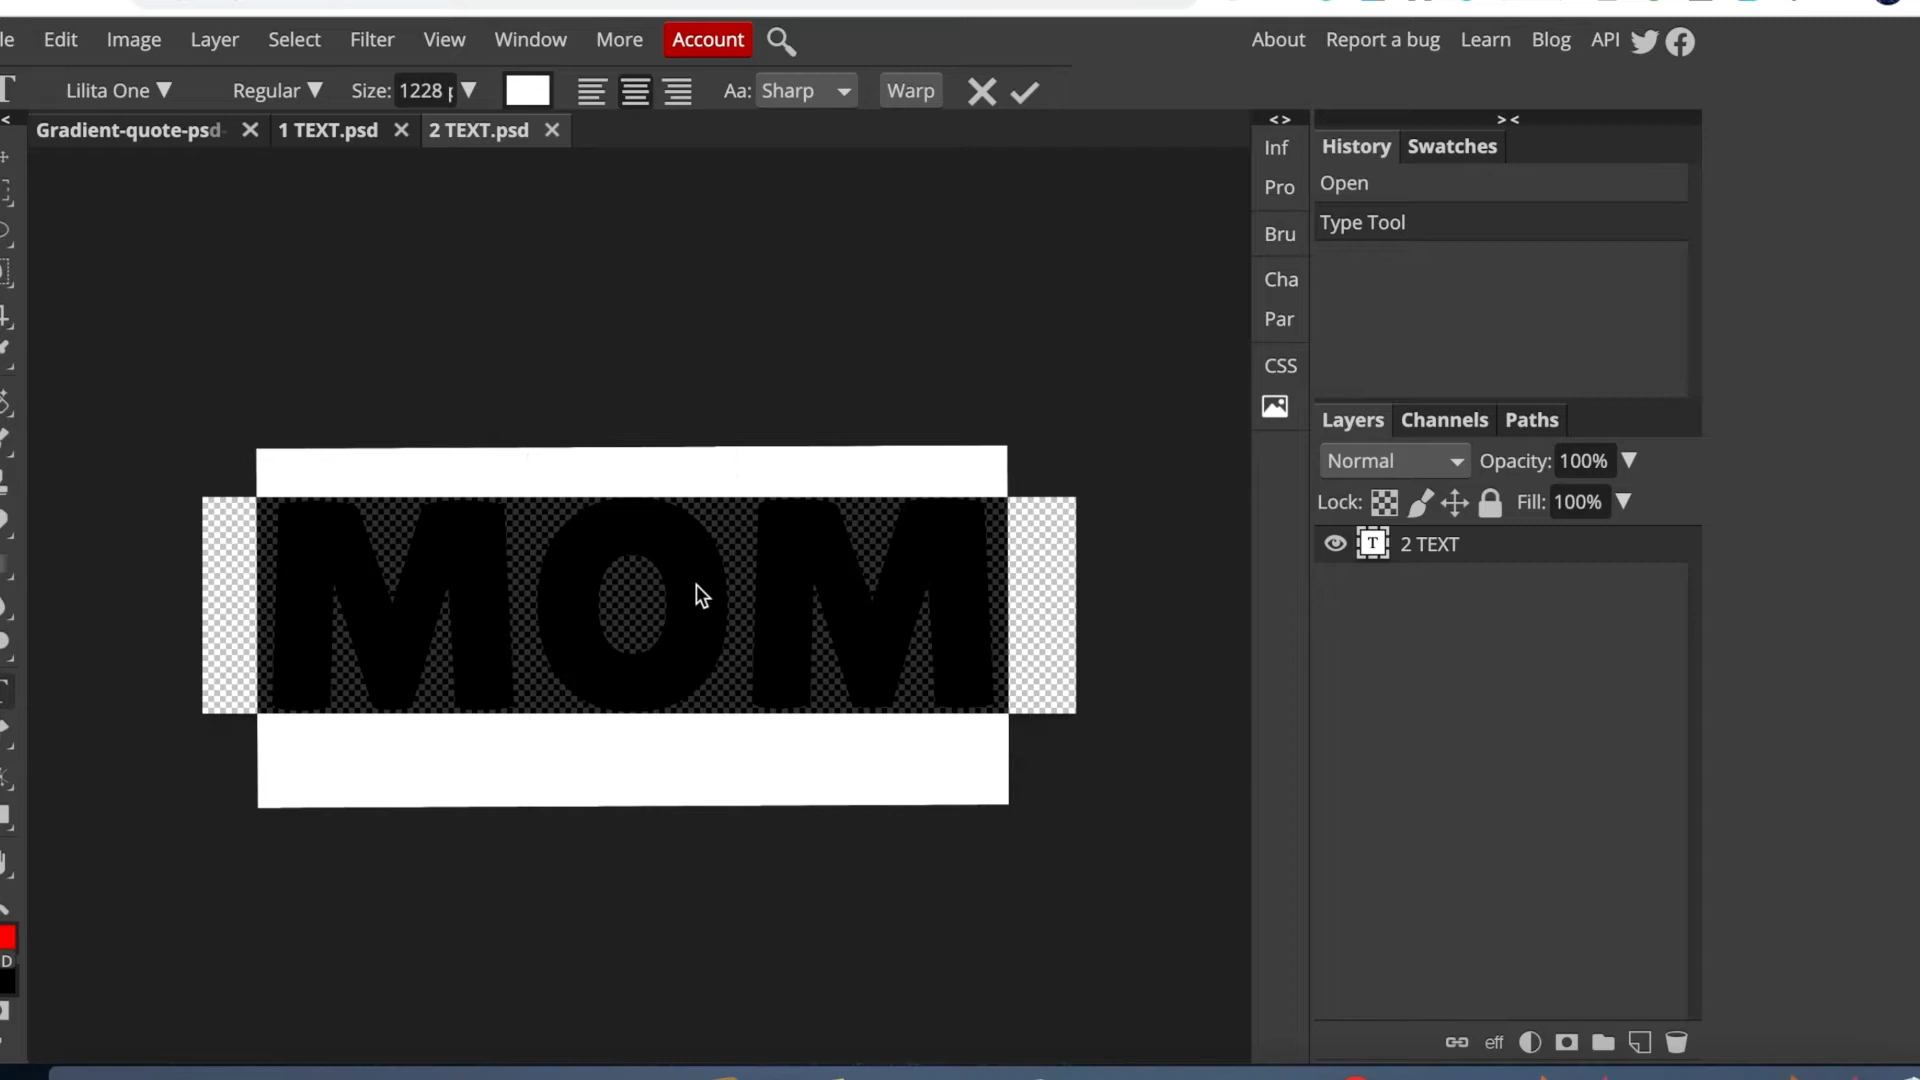 le Edit Image Layer Select Filter View Window More Account About Report a bug Learn Blog API
T Lilita One Regular Size: 1228 p Aa: Sharp Warp
Gradient-quote-psd 1 TEXT.psd 2 TEXT.psd
Inf
Pro
Bru
Cha
Par
CSS
History Swatches
Open
Type Tool
MOM
Layers Channels Paths
Normal Opacity: 100%
Lock: Fill: 100%
T 2 TEXT
D
eff